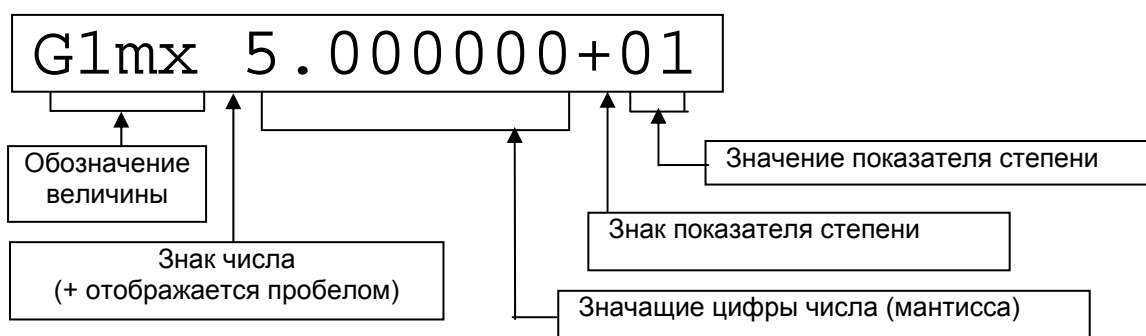 G1mx 5.000000+01
Обозначение
величины
Значение показателя степени
Знак показателя степени
Знак числа
(+ отображается пробелом)
Значащие цифры числа (мантисса)